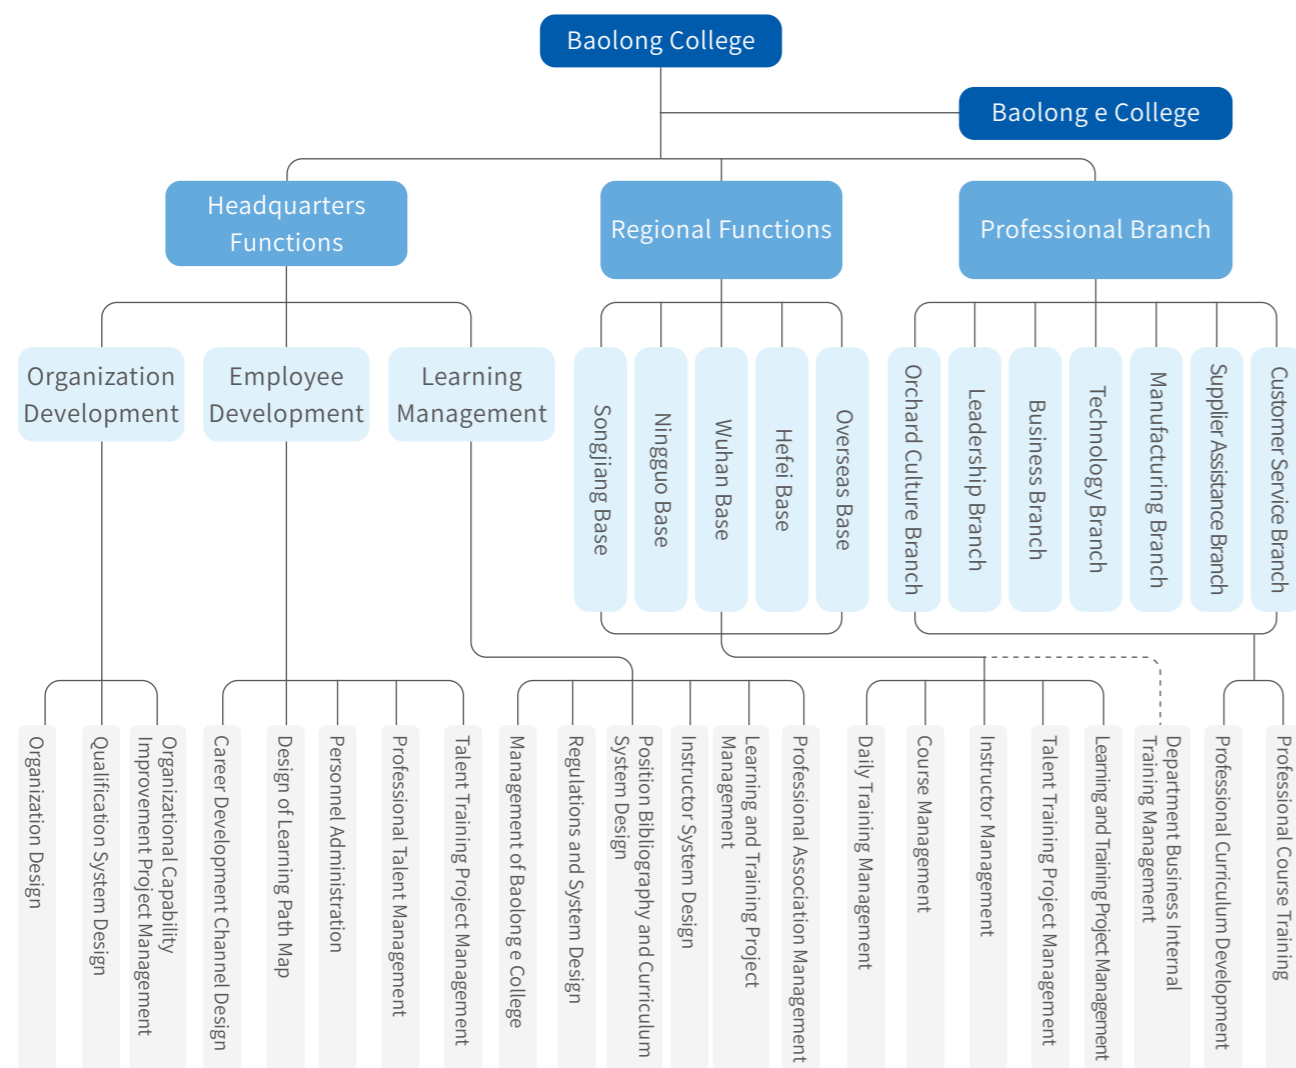 Baolong College
Baolong e College
Headquarters
Functions
Regional Functions
Professional Branch
Organization
Development
Employee
Development
Learning
Management
Songjiang Base
Ningguo Base
Wuhan Base
Hefei Base
Overseas Base
Orchard Culture Branch
Leadership Branch
Business Branch
Technology Branch
Manufacturing Branch
Supplier Assistance Branch
Customer Service Branch
Organization Design
Qualification System Design
Organizational Capability
Improvement Project Management
Career Development Channel Design
Design of Learning Path Map
Personnel Administration
Professional Talent Management
Talent Training Project Management
Management of Baolong e College
Regulations and System Design
Position Bibliography and Curriculum
System Design
Instructor System Design
Learning and Training Project
Management
Professional Association Management
Daily Training Management
Course Management
Instructor Management
Talent Training Project Management
Learning and Training Project Management
Department Business Internal
Training Management
Professional Curriculum Development
Professional Course Training